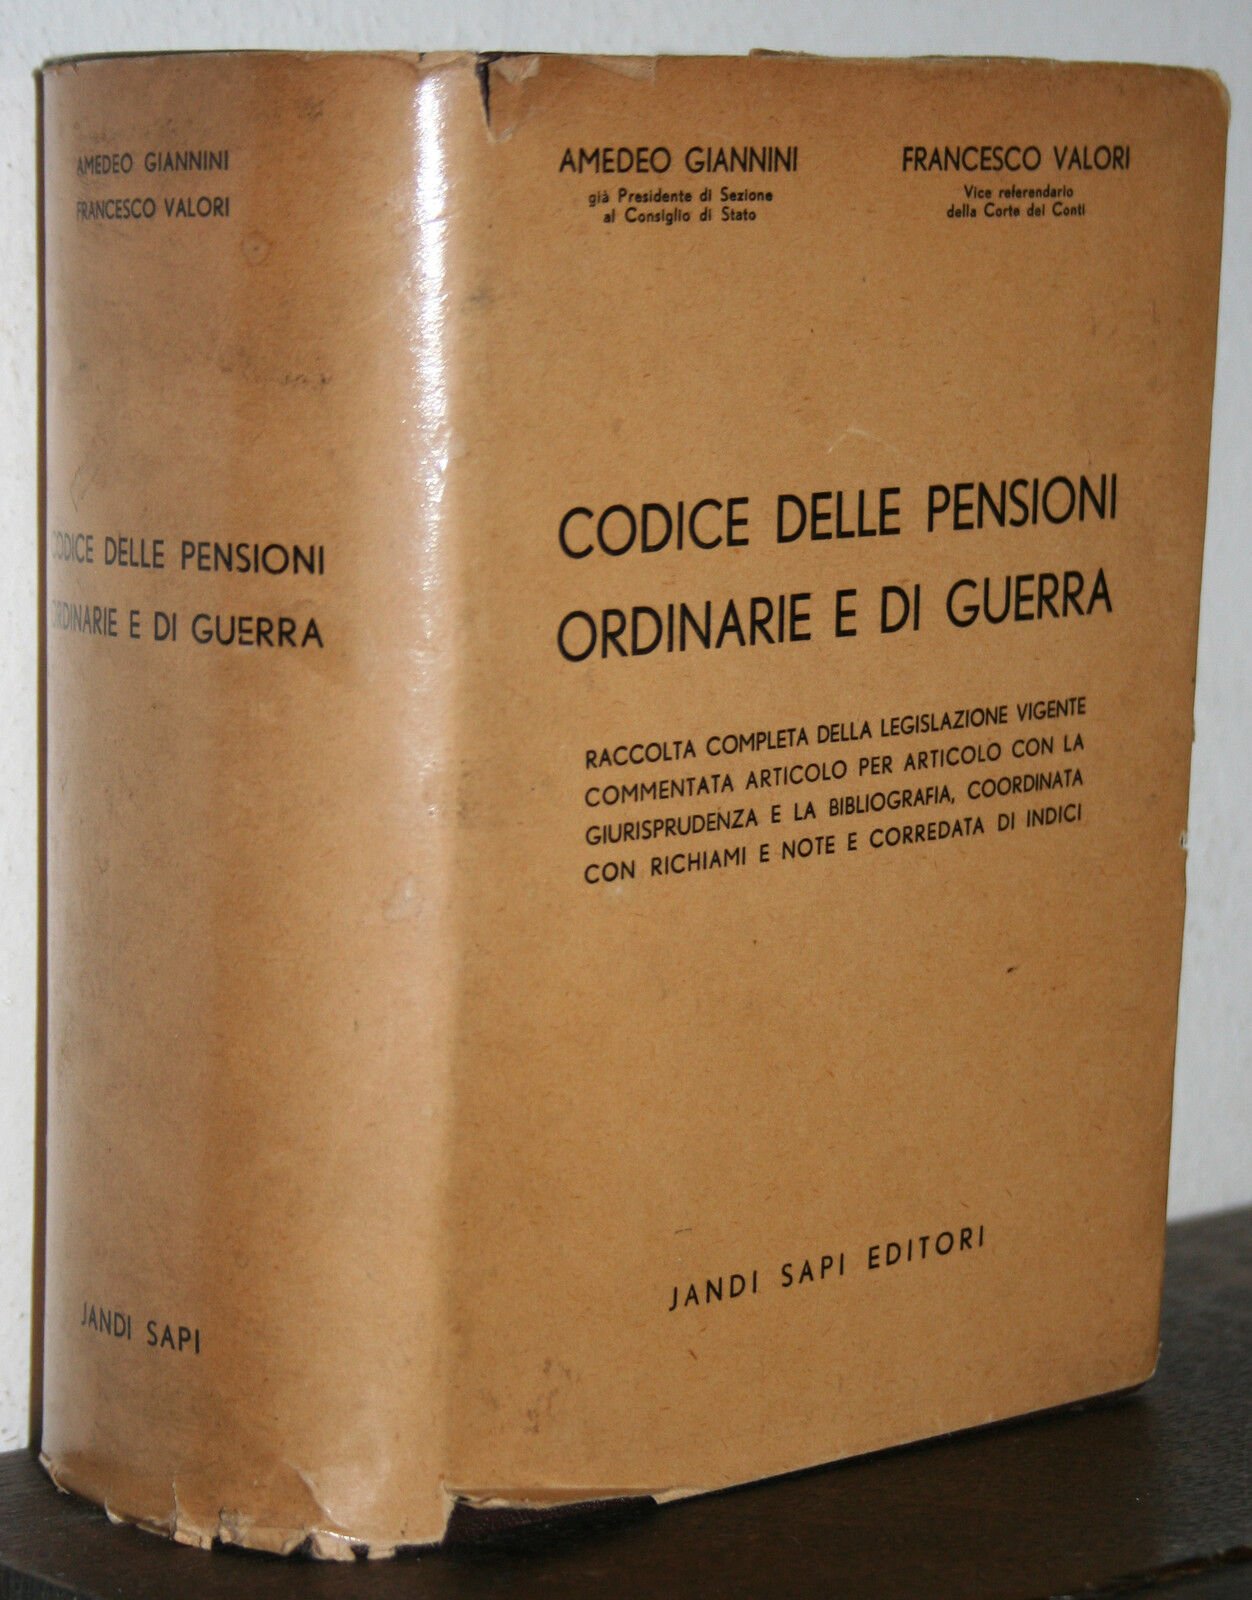 AMEDEO GIANNINI
FRANCESCO VALORI
CODICE DELLE PENSIONI
ORDINARIE E DI GUERRA
JANDI SAPI
AMEDEO GIANNINI
già Presidente di Sezione
al Consiglio di Stato
FRANCESCO VALORI
Vice referendario
della Corte dei Conti
CODICE DELLE PENSIONI
ORDINARIE E DI GUERRA
RACCOLTA COMPLETA DELLA LEGISLAZIONE VIGENTE
COMMENTATA ARTICOLO PER ARTICOLO CON LA
GIURISPRUDENZA E LA BIBLIOGRAFIA, COORDINATA
CON RICHIAMI E NOTE E CORREDATA DI INDICI
JANDI SAPI EDITORI